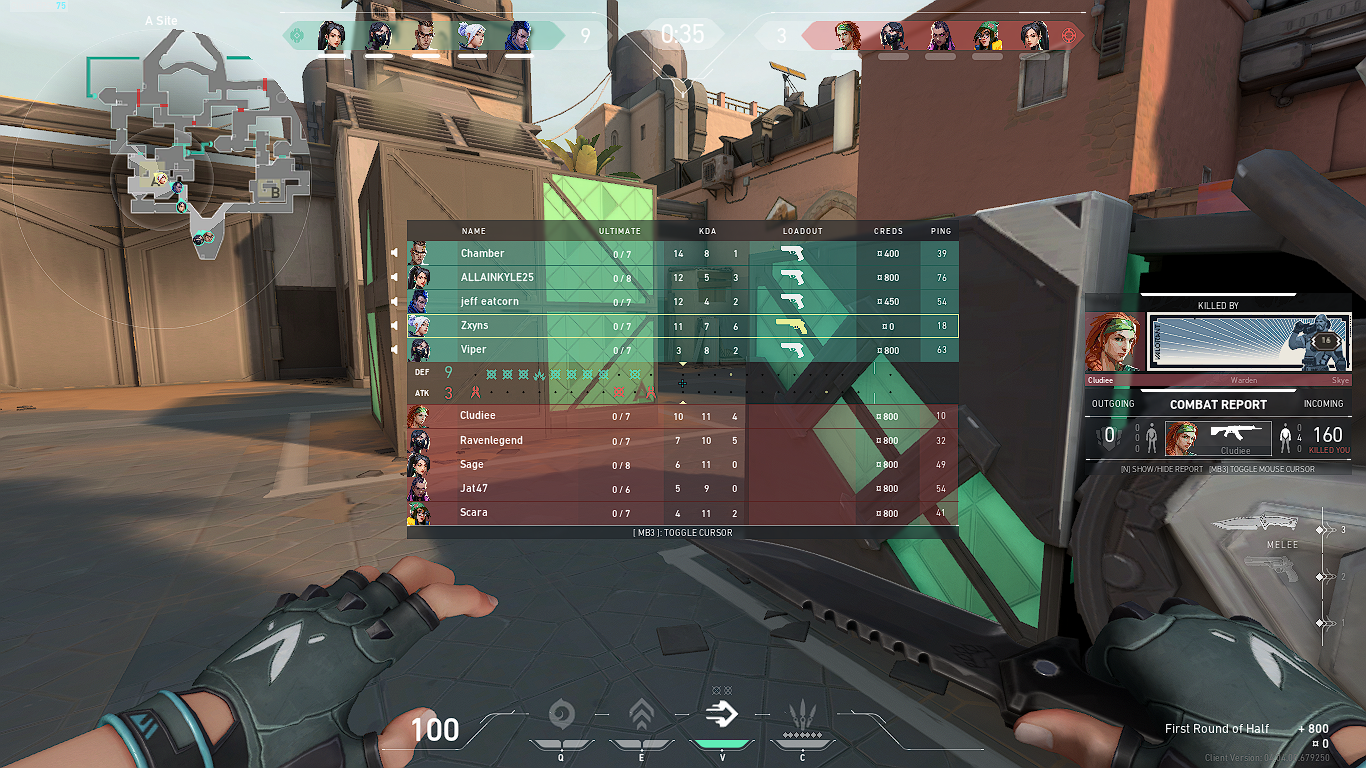 75
A Site
9
0:35
3
A
B
NAME ULTIMATE KDA LOADOUT CREDS PING
Chamber 0 / 7 14 8 1 ¤ 400 39
ALLAINKYLE25 0 / 8 12 5 3 ¤ 800 76
jeff eatcorn 0 / 7 12 4 2 ¤ 450 54
Zxyns 0 / 7 11 7 6 ¤ 0 18
Viper 0 / 7 3 8 2 ¤ 800 63
DEF 9
ATK 3
Cludiee 0 / 7 10 11 4 ¤ 800 10
Ravenlegend 0 / 7 7 10 5 ¤ 800 32
Sage 0 / 8 6 11 0 ¤ 800 49
Jat47 0 / 6 5 9 0 ¤ 800 54
Scara 0 / 7 4 11 2 ¤ 800 41
[ MB3 ]: TOGGLE CURSOR
KILLED BY
16
Cludiee Warden Skye
OUTGOING COMBAT REPORT INCOMING
0 0 0 0 Cludiee 0 4 0 160
KILLED YOU
[N] SHOW/HIDE REPORT [MB3] TOGGLE MOUSE CURSOR
3
MELEE
2
1
100
Q E V C
First Round of Half + 800
¤ 0